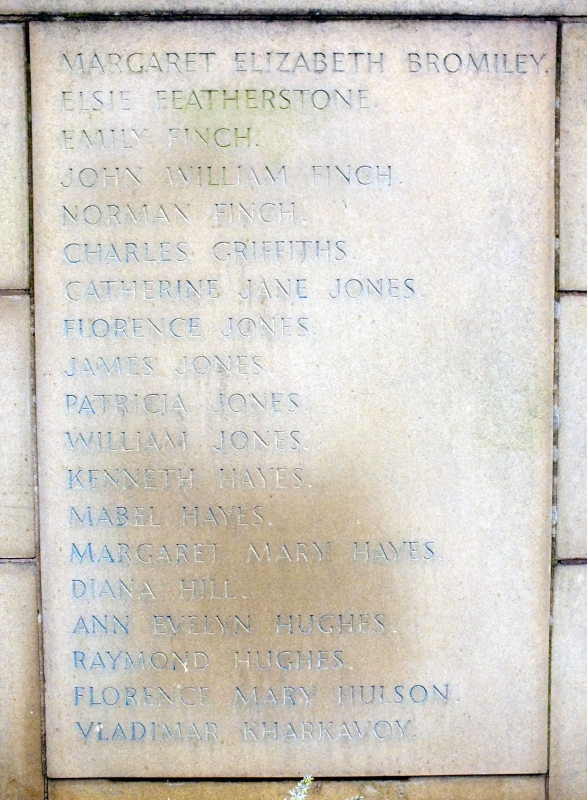 MARGARET ELIZABETH BROMILEY.
ELSIE FEATHERSTONE.
EMILY FINCH.
JOHN WILLIAM FINCH.
NORMAN FINCH.
CHARLES GRIFFITHS.
CATHERINE JANE JONES.
FLORENCE JONES.
JAMES JONES.
PATRICIA JONES.
WILLIAM JONES.
KENNETH HAYES.
MABEL HAYES.
MARGARET MARY HAYES.
DIANA HILL.
ANN EVELYN HUGHES.
RAYMOND HUGHES.
FLORENCE MARY HULSON.
VLADIMAR KHARKAVOY.